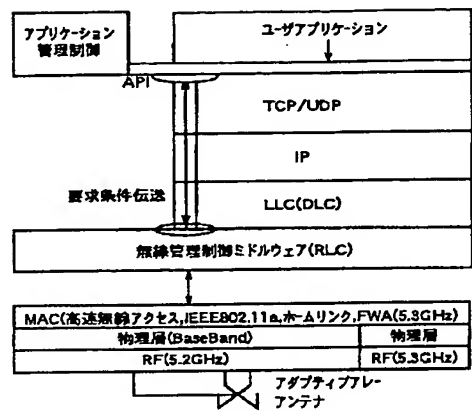 アプリケーション
管理制御
ユーザアプリケーション
API
TCP/UDP
IP
要求条件伝送
LLC(DLC)
無線管理制御ミドルウェア(RLC)
MAC(高速無線アクセス,IEEE802.11a,ホームリンク,FWA(5.3GHz)
物理層(BaseBand)
物理層
RF(5.2GHz)
RF(5.3GHz)
アダプティブアレー
アンテナ